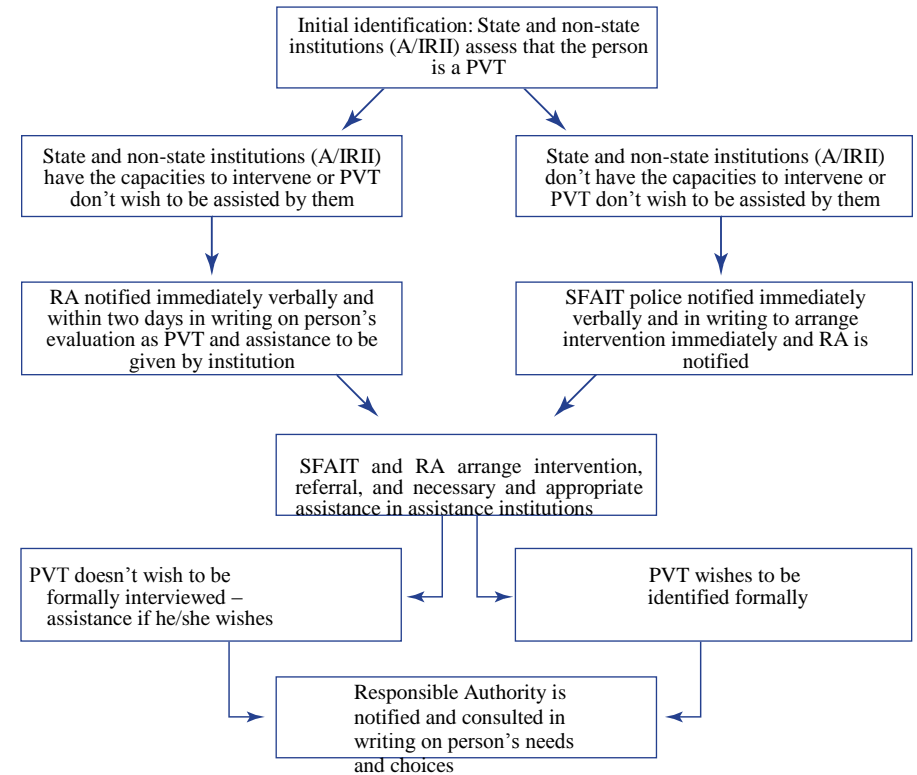 Initial identification: State and non-state
institutions (A/IRII) assess that the person
is a PVT
State and non-state institutions (A/IRII)
have the capacities to intervene or PVT
don’t wish to be assisted by them
State and non-state institutions (A/IRII)
don’t have the capacities to intervene or
PVT don’t wish to be assisted by them
RA notified immediately verbally and
within two days in writing on person’s
evaluation as PVT and assistance to be
given by institution
SFAIT police notified immediately
verbally and in writing to arrange
intervention immediately and RA is
notified
SFAIT and RA arrange intervention,
referral, and necessary and appropriate
assistance in assistance institutions
PVT doesn’t wish to be
formally interviewed –
assistance if he/she wishes
PVT wishes to be
identified formally
Responsible Authority is
notified and consulted in
writing on person’s needs
and choices